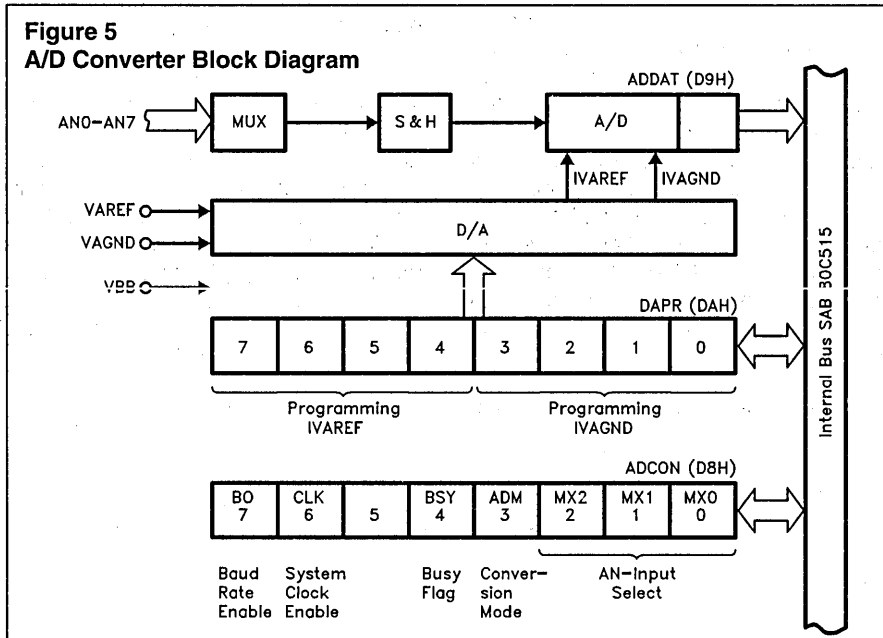 Figure 5
A/D Converter Block Diagram
ADDAT (D9H)
AN0-AN7
MUX
S & H
A/D
IVAREF
IVAGND
VAREF
VAGND
D/A
VBB
DAPR (DAH)
7 6 5 4 3 2 1 0
Programming
IVAREF
Programming
IVAGND
ADCON (D8H)
BO CLK BSY ADM MX2 MX1 MX0
7 6 5 4 3 2 1 0
Baud
Rate
Enable
System
Clock
Enable
Busy
Flag
Conver-
sion
Mode
AN-Input
Select
Internal Bus SAB 80C515